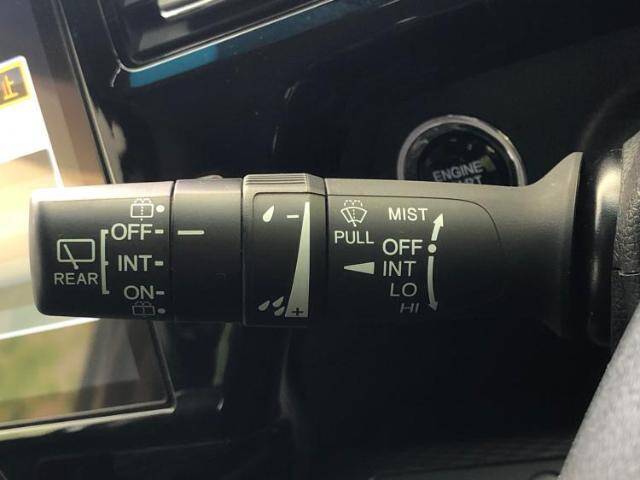 ENGINE
MIST
PULL
OFF
INT
LO
HI
OFF
INT
ON
REAR
- 
+